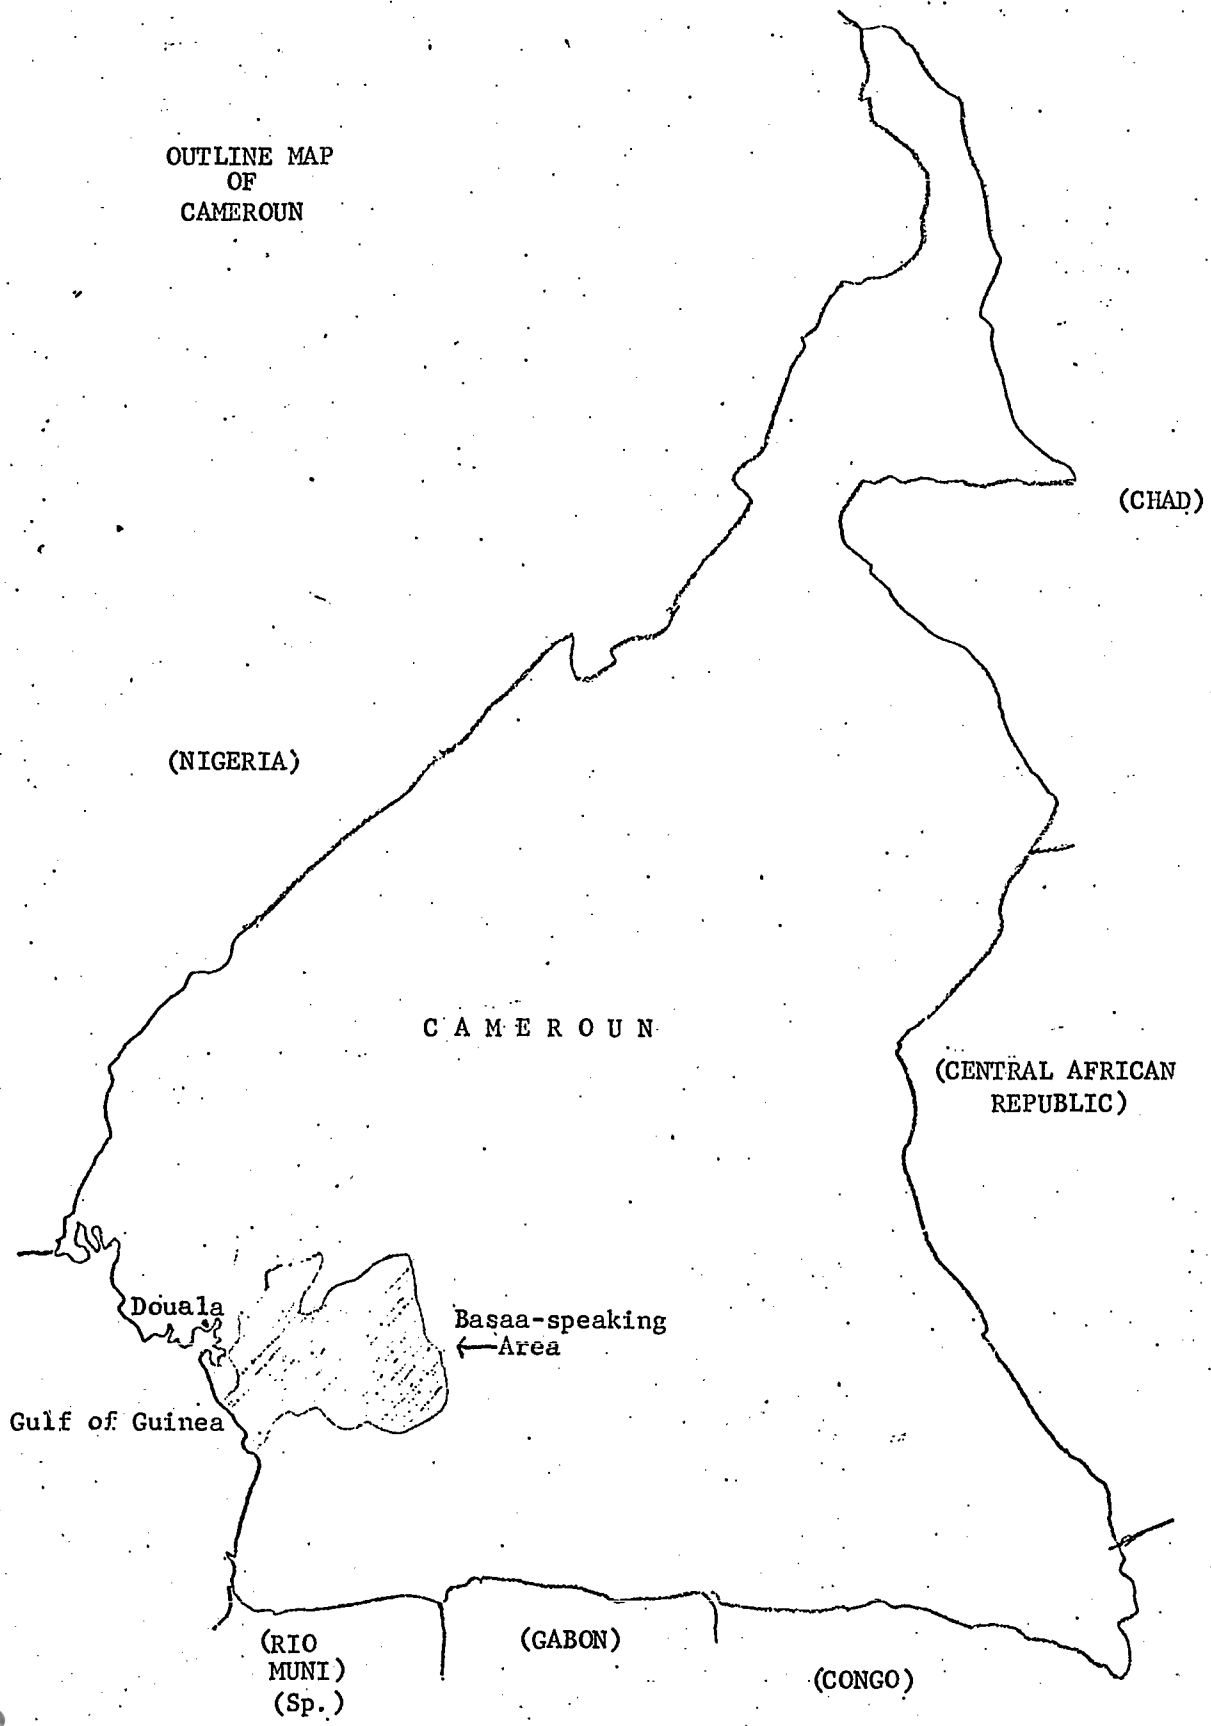 OUTLINE MAP
OF
CAMEROUN
(CHAD)
(NIGERIA)
CAMEROUN
(CENTRAL AFRICAN
REPUBLIC)
Douala
Basaa-speaking
←Area
Gulf of Guinea
(RIO
MUNI)
(Sp.)
(GABON)
(CONGO)